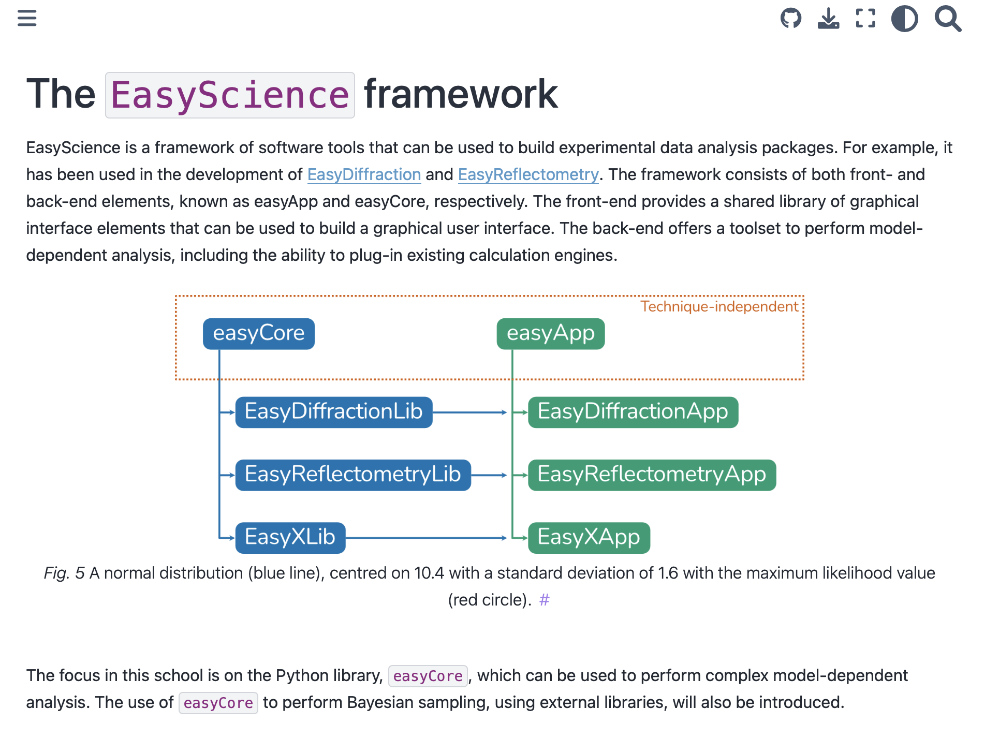 The EasyScience framework
EasyScience is a framework of software tools that can be used to build experimental data analysis packages. For example, it
has been used in the development of EasyDiffraction and EasyReflectometry. The framework consists of both front- and
back-end elements, known as easyApp and easyCore, respectively. The front-end provides a shared library of graphical
interface elements that can be used to build a graphical user interface. The back-end offers a toolset to perform model-
dependent analysis, including the ability to plug-in existing calculation engines.
Technique-independent
easyCore easyApp
EasyDiffractionLib EasyDiffractionApp
EasyReflectometryLib EasyReflectometryApp
EasyXLib EasyXApp
Fig. 5 A normal distribution (blue line), centred on 10.4 with a standard deviation of 1.6 with the maximum likelihood value
(red circle). #
The focus in this school is on the Python library, easyCore, which can be used to perform complex model-dependent
analysis. The use of easyCore to perform Bayesian sampling, using external libraries, will also be introduced.